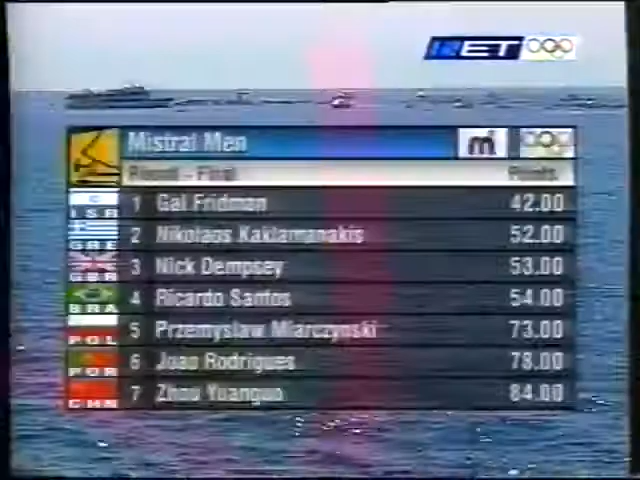 ET
Mistral Men
m
Result - Final Points
ISR 1 Gal Fridman 42.00
GRE 2 Nikolaos Kaklamanakis 52.00
GBR 3 Nick Dempsey 53.00
BRA 4 Ricardo Santos 54.00
POL 5 Przemyslaw Miarczynski 73.00
POR 6 Joao Rodrigues 78.00
CHN 7 Zhou Yuanguo 84.00